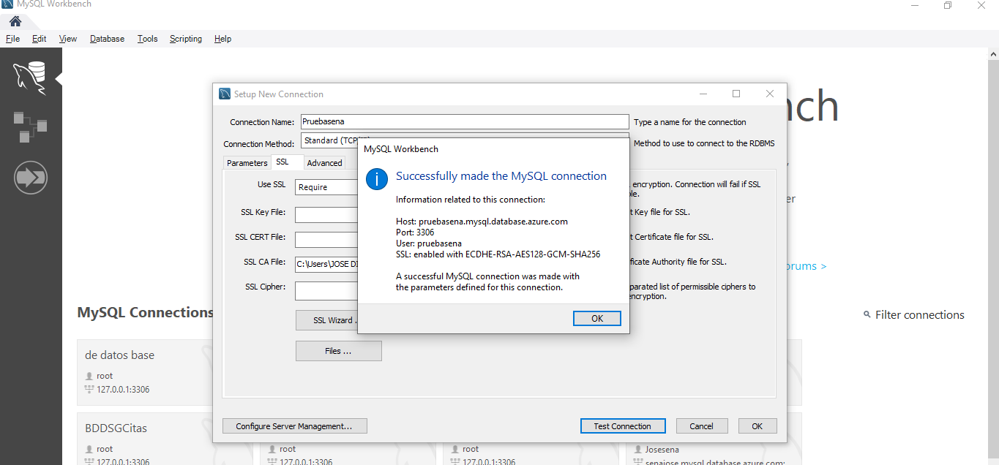 MySQL Workbench
File Edit View Database Tools Scripting Help
nch
Setup New Connection
Connection Name: Pruebasena Type a name for the connection
Connection Method: Standard (TCP Method to use to connect to the RDBMS
Parameters SSL Advanced
Use SSL Require encryption. Connection will fail if SSL
SSL Key File: Key file for SSL.
SSL CERT File: Certificate file for SSL.
SSL CA File: C:\Users\JOSE DI Authority file for SSL.
SSL Cipher: list of permissible ciphers to
encryption.
SSL Wizard .
Files ...
MySQL Workbench
Successfully made the MySQL connection
Information related to this connection:
Host: pruebasena.mysql.database.azure.com
Port: 3306
User: pruebasena
SSL: enabled with ECDHE-RSA-AES128-GCM-SHA256
A successful MySQL connection was made with
the parameters defined for this connection.
OK
Configure Server Management... Test Connection Cancel OK
er
orums >
MySQL Connections
Filter connections
de datos base
root
127.0.0.1:3306
BDDSGCitas
root root root Josesena
127.0.0.1:3306 127.0.0.1:3306 127.0.0.1:3306 senajose.mysql.database.azure.com: